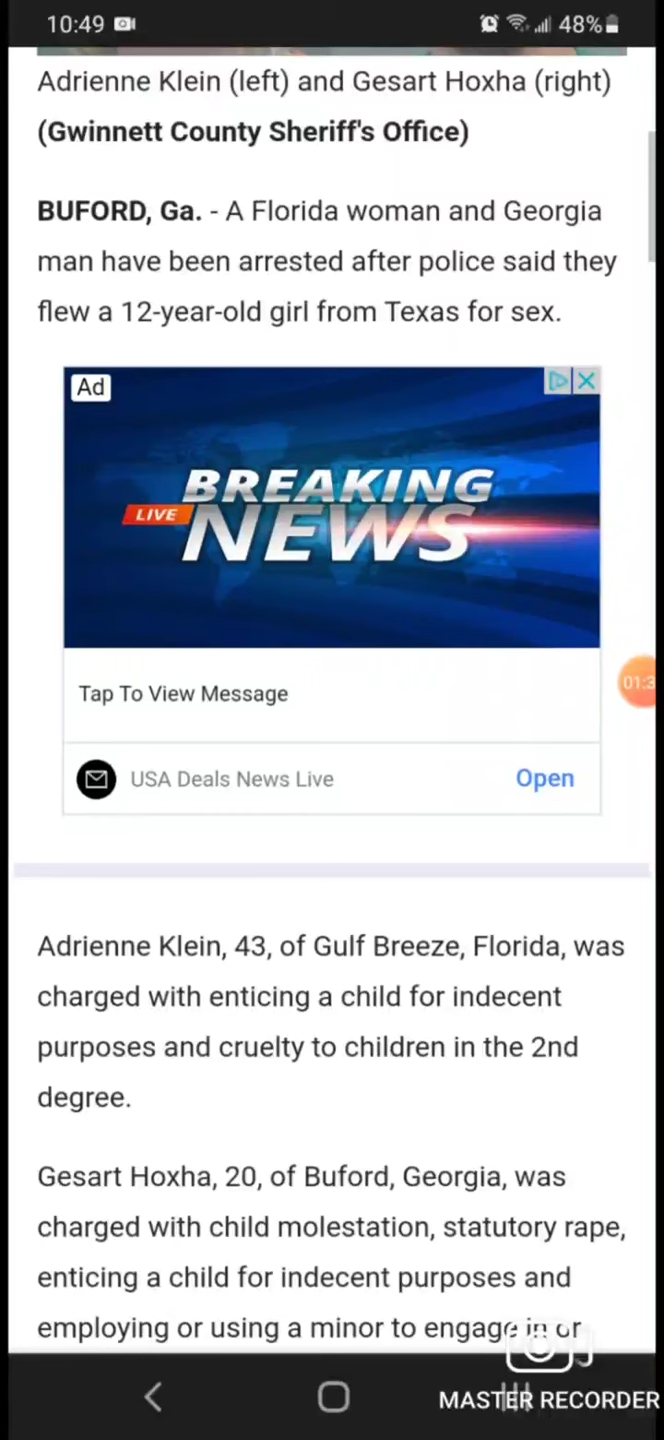 10:49
48%
Adrienne Klein (left) and Gesart Hoxha (right)
(Gwinnett County Sheriff's Office)
BUFORD, Ga. - A Florida woman and Georgia
man have been arrested after police said they
flew a 12-year-old girl from Texas for sex.
Ad
BREAKING
LIVE
NEWS
01:3
Tap To View Message
USA Deals News Live
Open
Adrienne Klein, 43, of Gulf Breeze, Florida, was
charged with enticing a child for indecent
purposes and cruelty to children in the 2nd
degree.
Gesart Hoxha, 20, of Buford, Georgia, was
charged with child molestation, statutory rape,
enticing a child for indecent purposes and
employing or using a minor to engage in or
MASTER RECORDER